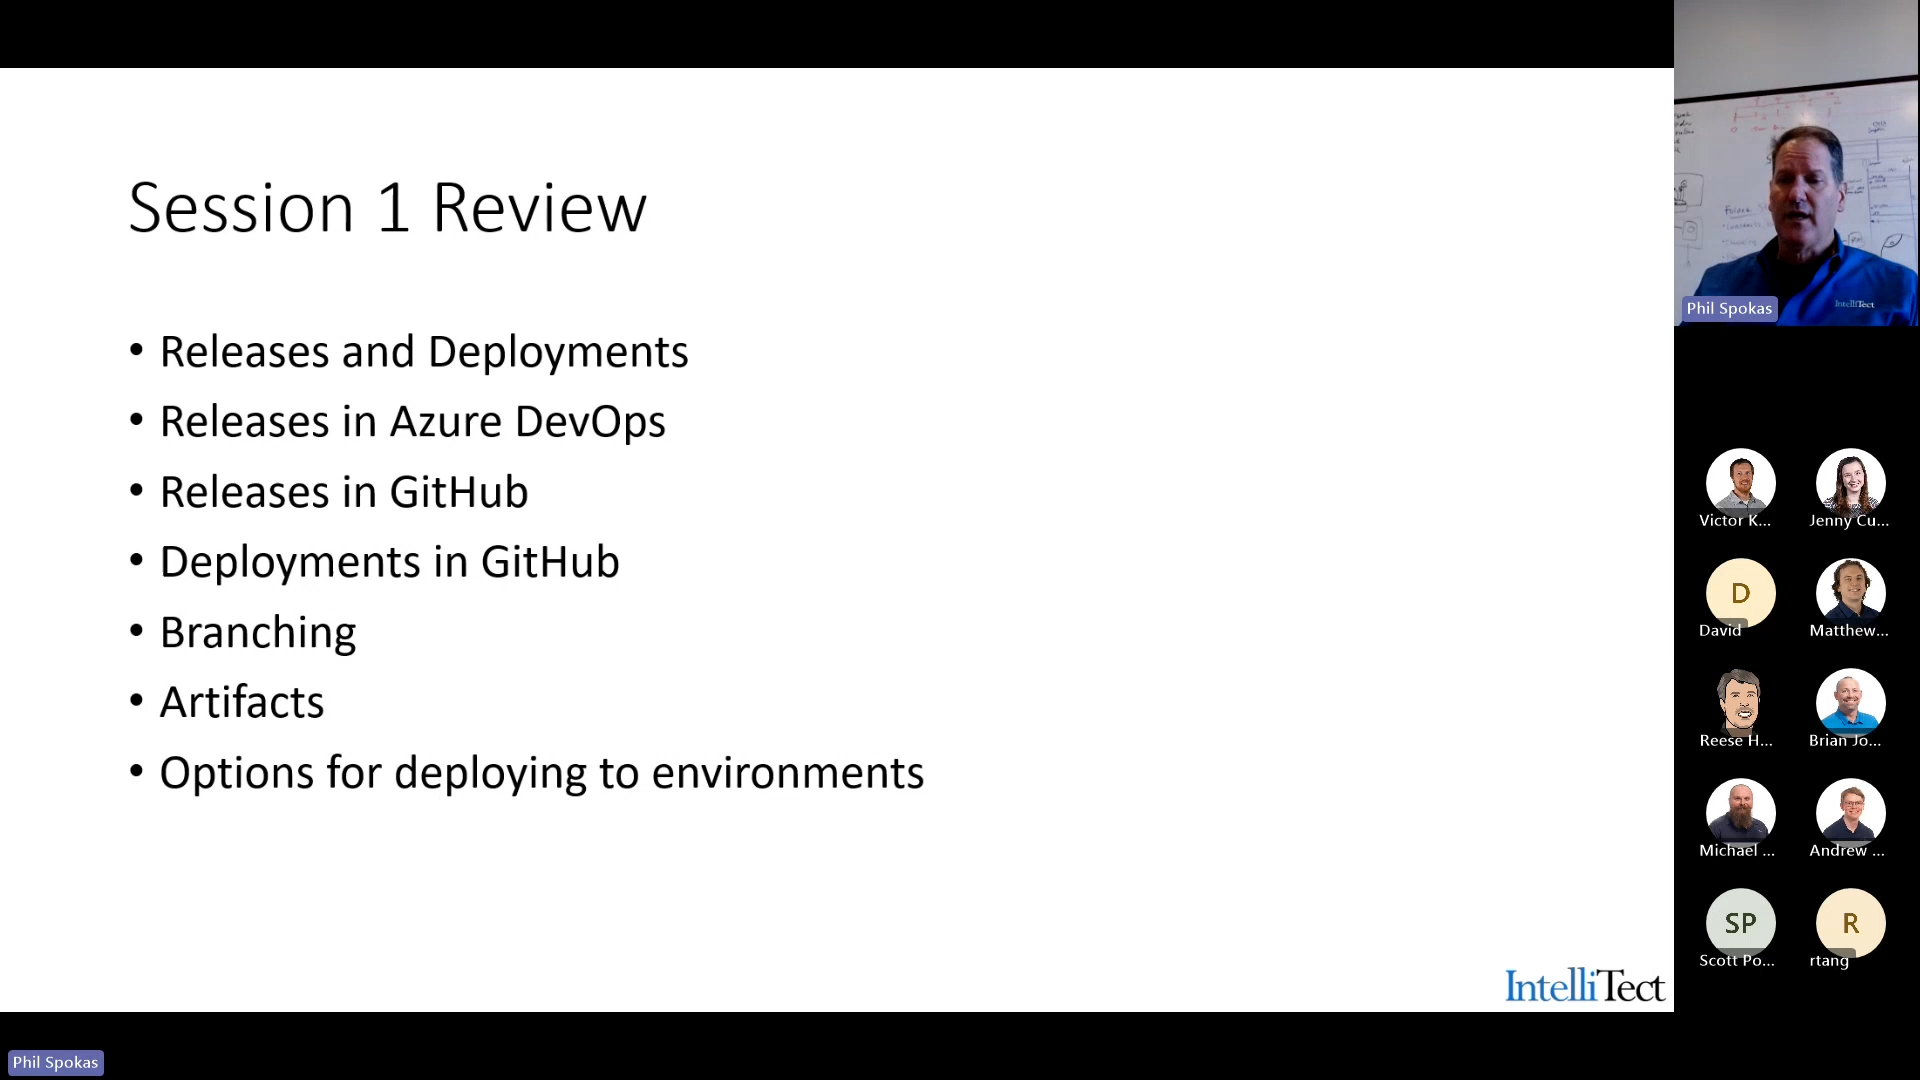 Session 1 Review
• Releases and Deployments
• Releases in Azure DevOps
• Releases in GitHub
• Deployments in GitHub
• Branching
• Artifacts
• Options for deploying to environments
IntelliTect
Phil Spokas
IntelliTect
Phil Spokas
Victor K...
Jenny Cu...
D
David
Matthew...
Reese H...
Brian Jo...
Michael ...
Andrew ...
SP
Scott Po...
R
rtang